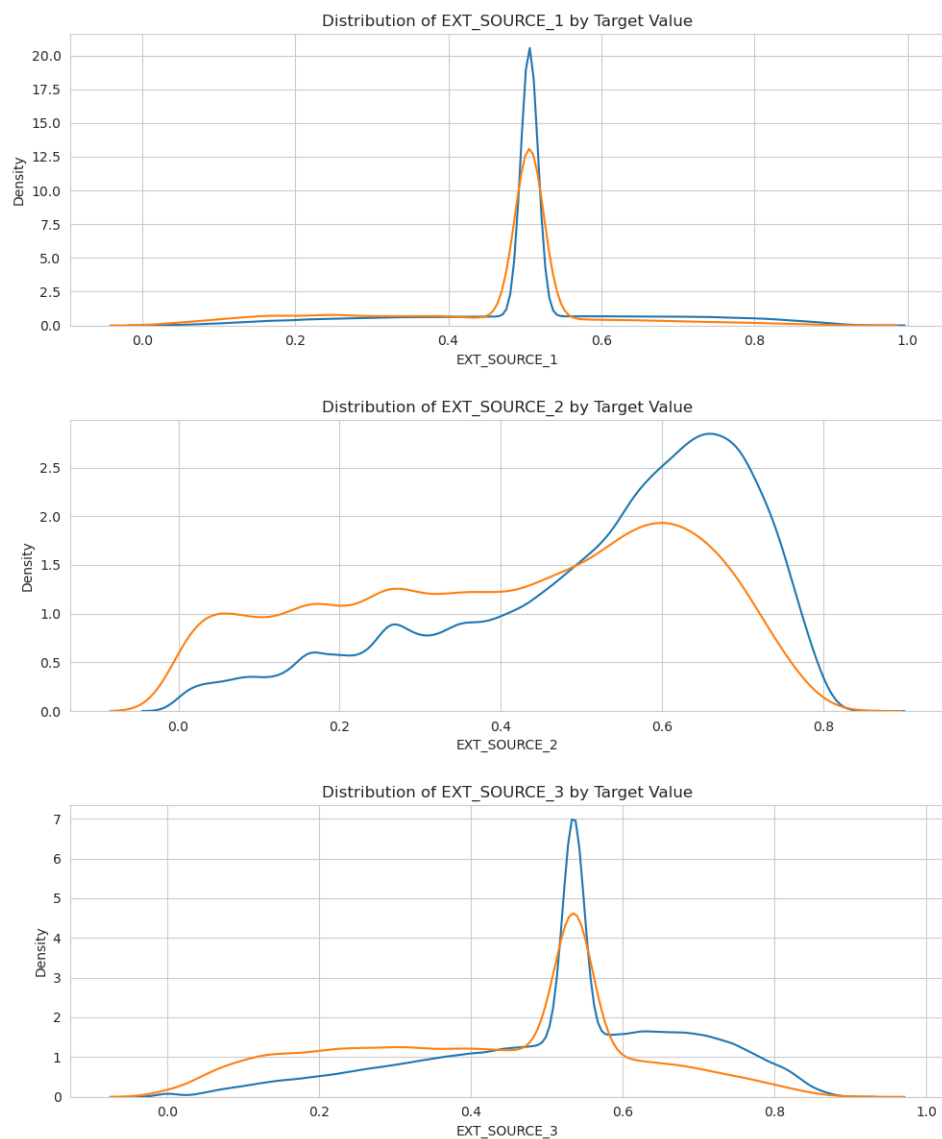 Distribution of EXT_SOURCE_1 by Target Value
20.0
17.5
15.0
12.5
10.0
7.5
5.0
2.5
0.0
Density
0.0 0.2 0.4 0.6 0.8 1.0
EXT_SOURCE_1
Distribution of EXT_SOURCE_2 by Target Value
2.5
2.0
1.5
1.0
0.5
0.0
Density
0.0 0.2 0.4 0.6 0.8
EXT_SOURCE_2
Distribution of EXT_SOURCE_3 by Target Value
7
6
5
4
3
2
1
0
Density
0.0 0.2 0.4 0.6 0.8 1.0
EXT_SOURCE_3